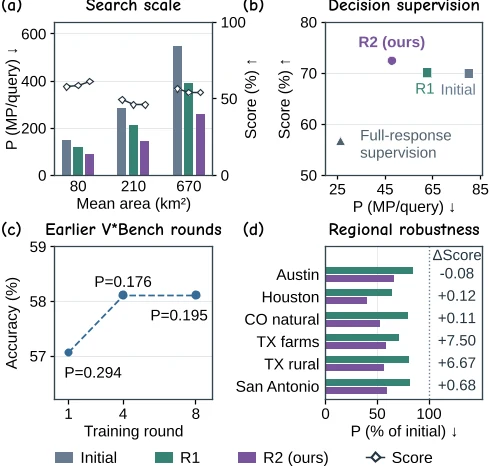 (a) Search scale
P (MP/query) ↓
600
400
200
0
100
50
0
Score (%) ↑
80 210 670
Mean area (km²)
(b) Decision supervision
Score (%) ↑
80
70
60
50
R2 (ours)
R1 Initial
Full-response
supervision
25 45 65 85
P (MP/query) ↓
(c) Earlier V*Bench rounds
Accuracy (%)
59
58
57
P=0.176
P=0.195
P=0.294
1 4 8
Training round
(d) Regional robustness
ΔScore
Austin -0.08
Houston +0.12
CO natural +0.11
TX farms +7.50
TX rural +6.67
San Antonio +0.68
0 50 100
P (% of initial) ↓
Initial R1 R2 (ours) Score